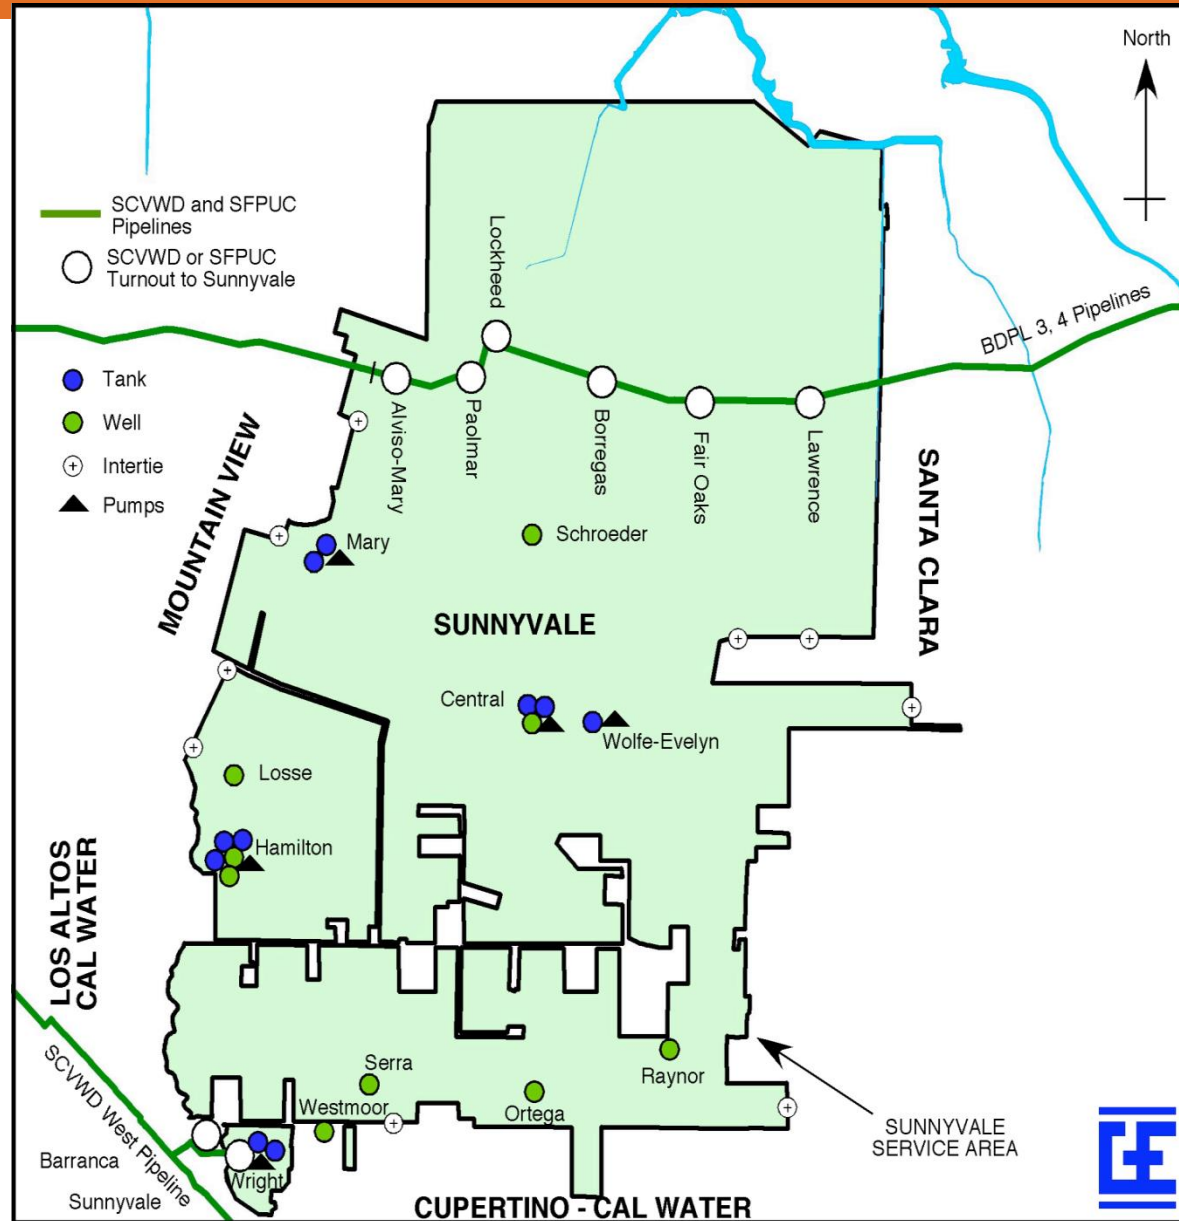 North
SCVWD and SFPUC
Pipelines
SCVWD or SFPUC
Turnout to Sunnyvale
Lockheed
BDPL 3, 4 Pipelines
Tank
Well
Intertie
Pumps
Alviso-Mary
Paolmar
Borregas
Fair Oaks
Lawrence
MOUNTAIN VIEW
SANTA CLARA
Mary
Schroeder
SUNNYVALE
Central
Wolfe-Evelyn
Losse
Hamilton
LOS ALTOS
CAL WATER
SCVWD West Pipeline
Serra
Westmoor
Ortega
Raynor
SUNNYVALE
SERVICE AREA
Barranca
Sunnyvale
Wright
CUPERTINO - CAL WATER